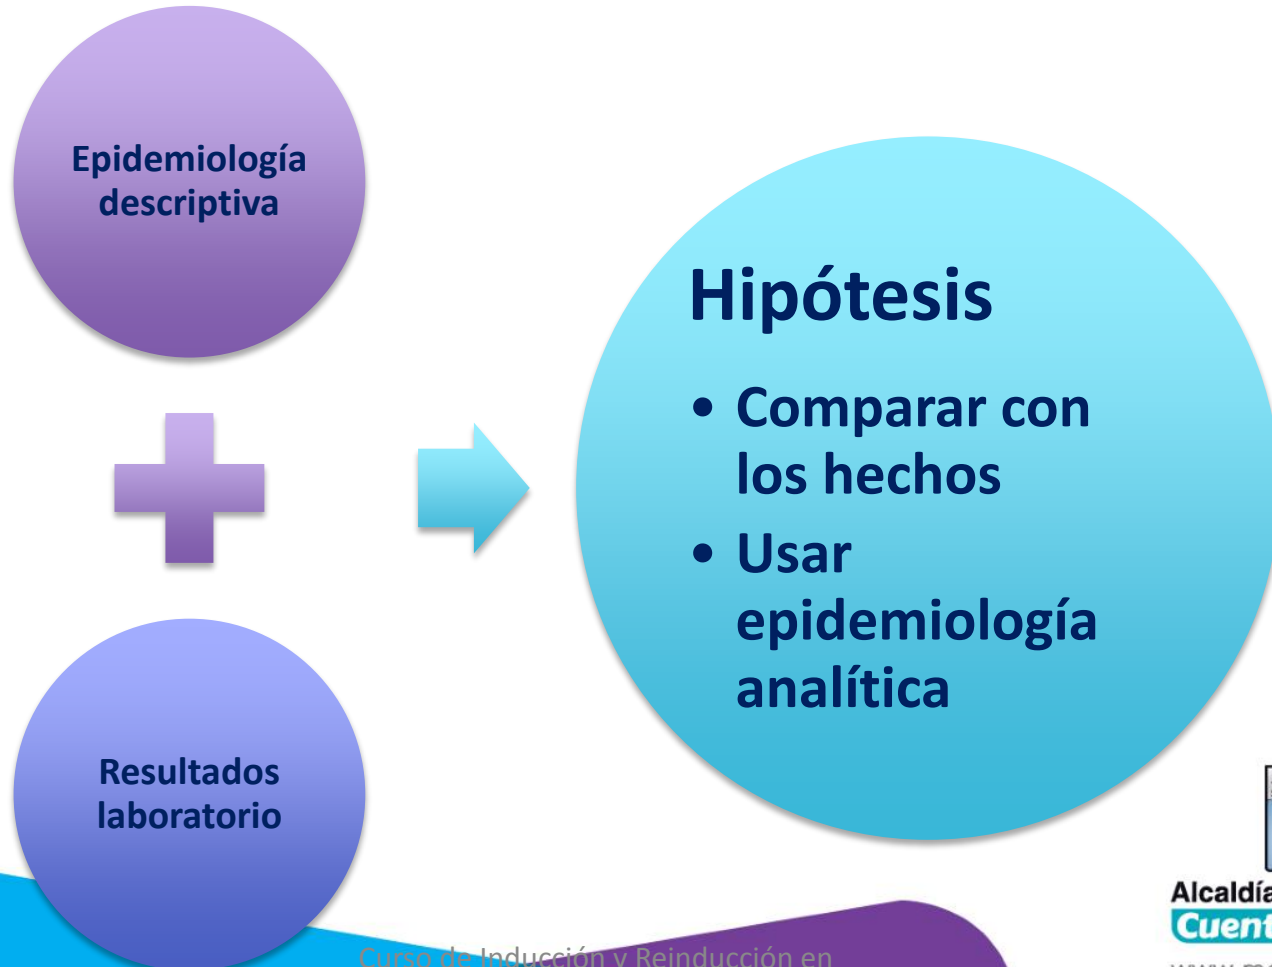 Epidemiología
descriptiva
Resultados
laboratorio
Hipótesis
• Comparar con
los hechos
• Usar
epidemiología
analítica
Alcaldía
Cuent
Curso de Inducción y Reinducción en